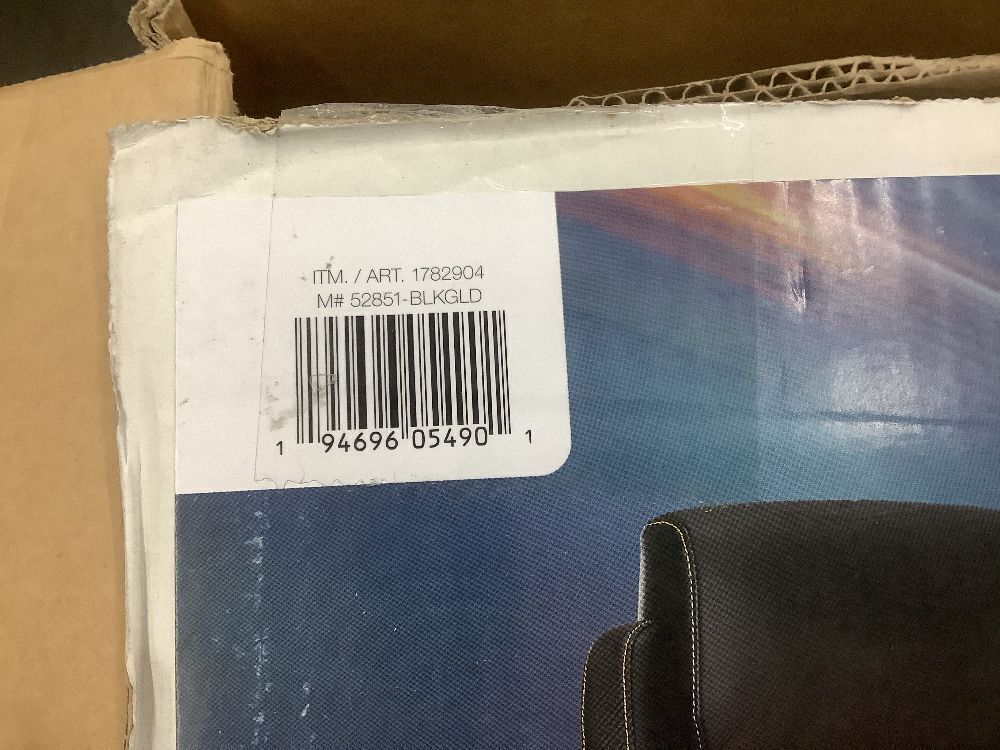 ITM. / ART. 1782904
M# 52851-BLKGLD
1 94696 05490 1